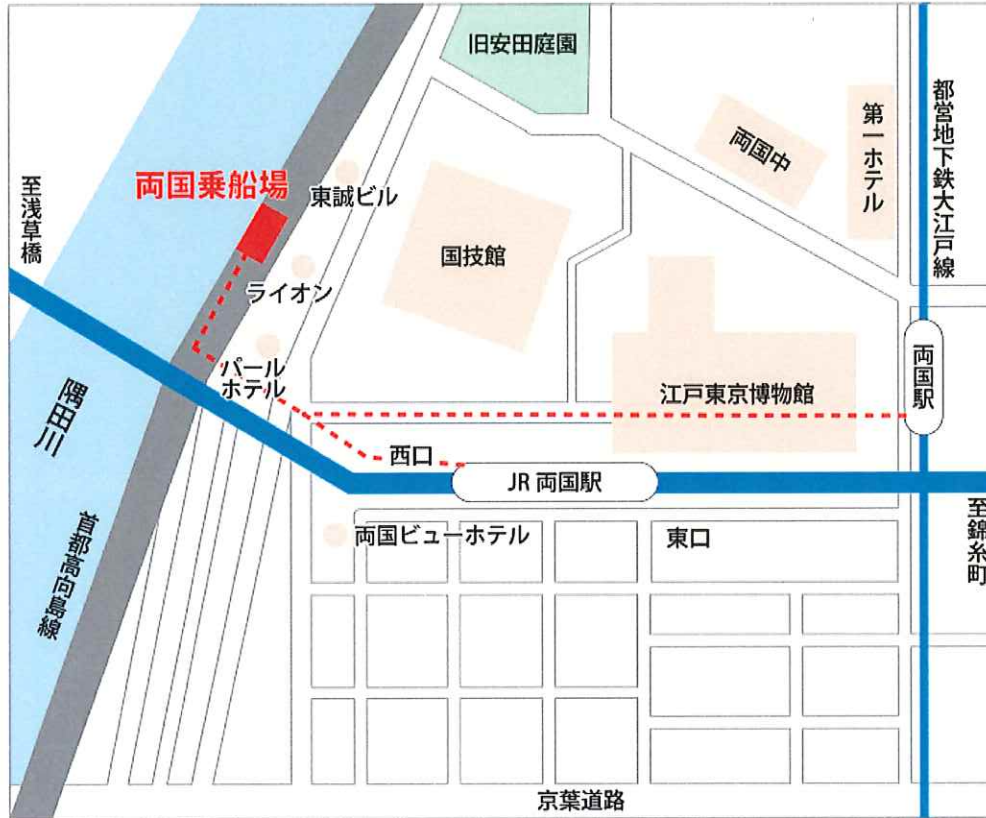 旧安田庭園
都営地下鉄大江戸線
第一ホテル
両国中
至浅草橋
両国乗船場
東誠ビル
国技館
ライオン
パール
ホテル
江戸東京博物館
両国駅
隅田川
西口
JR 両国駅
至錦糸町
首都高向島線
両国ビューホテル
東口
京葉道路